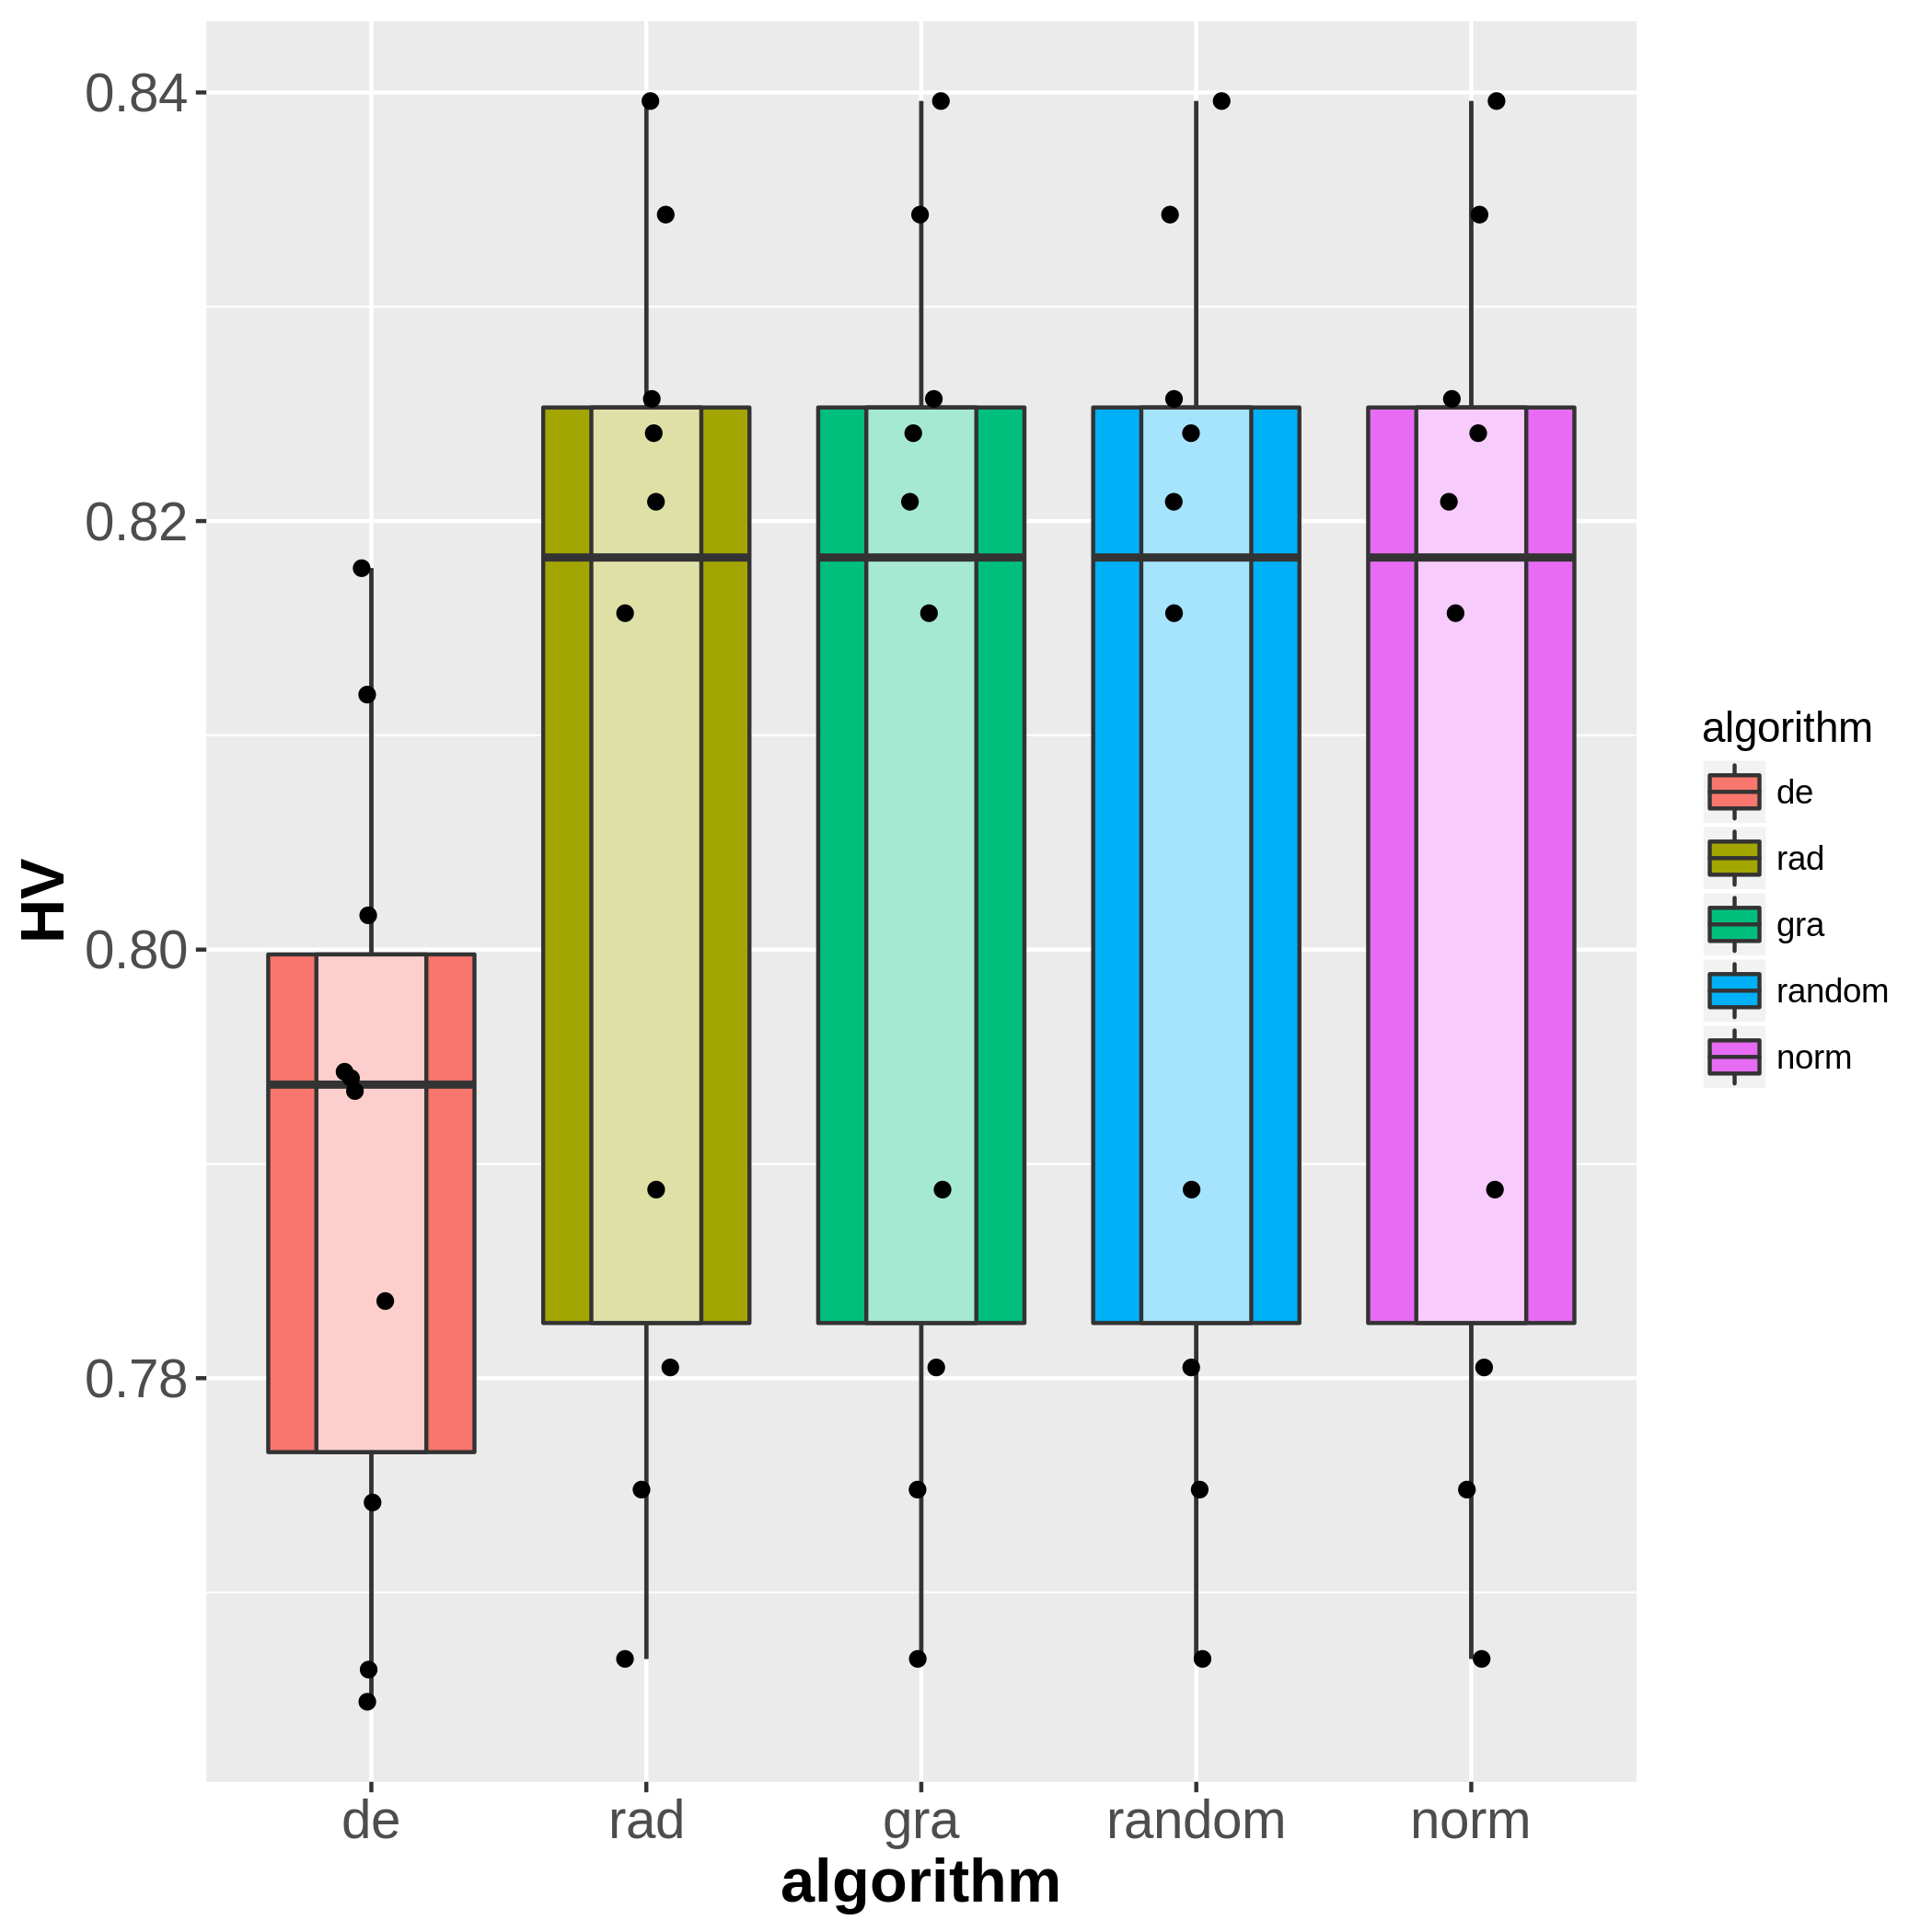 HV
0.84
0.82
0.80
0.78
de rad gra random norm
algorithm
algorithm
de
rad
gra
random
norm